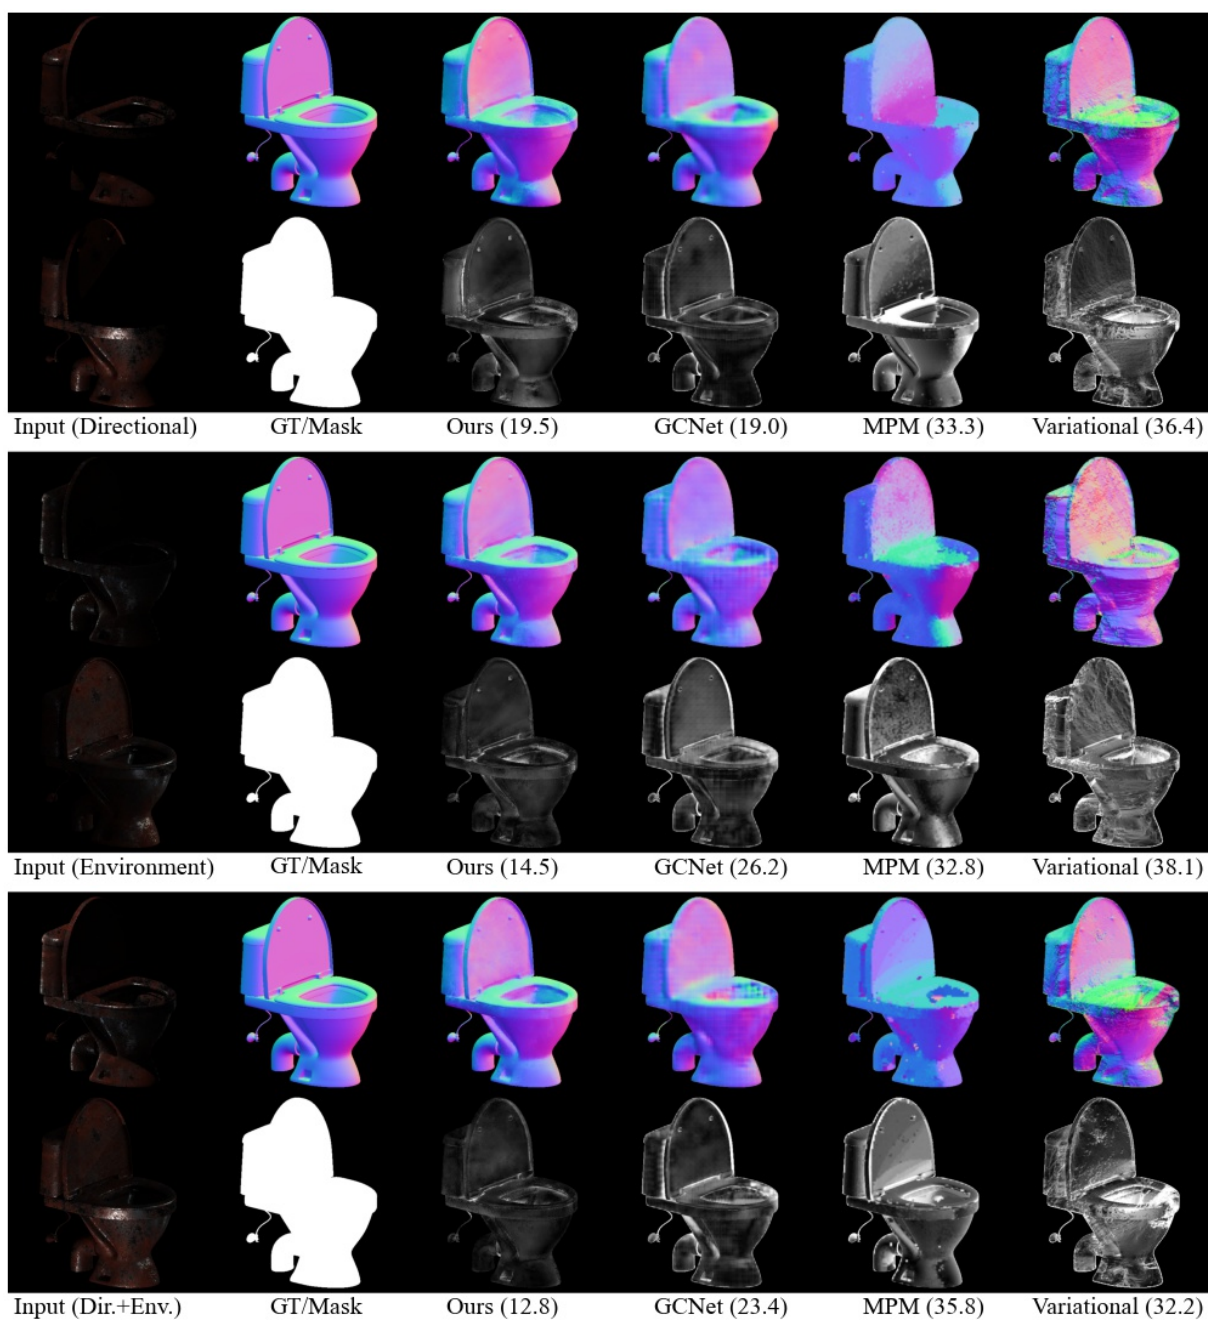 Input (Directional) GT/Mask Ours (19.5) GCNet (19.0) MPM (33.3) Variational (36.4)
Input (Environment) GT/Mask Ours (14.5) GCNet (26.2) MPM (32.8) Variational (38.1)
Input (Dir.+Env.) GT/Mask Ours (12.8) GCNet (23.4) MPM (35.8) Variational (32.2)